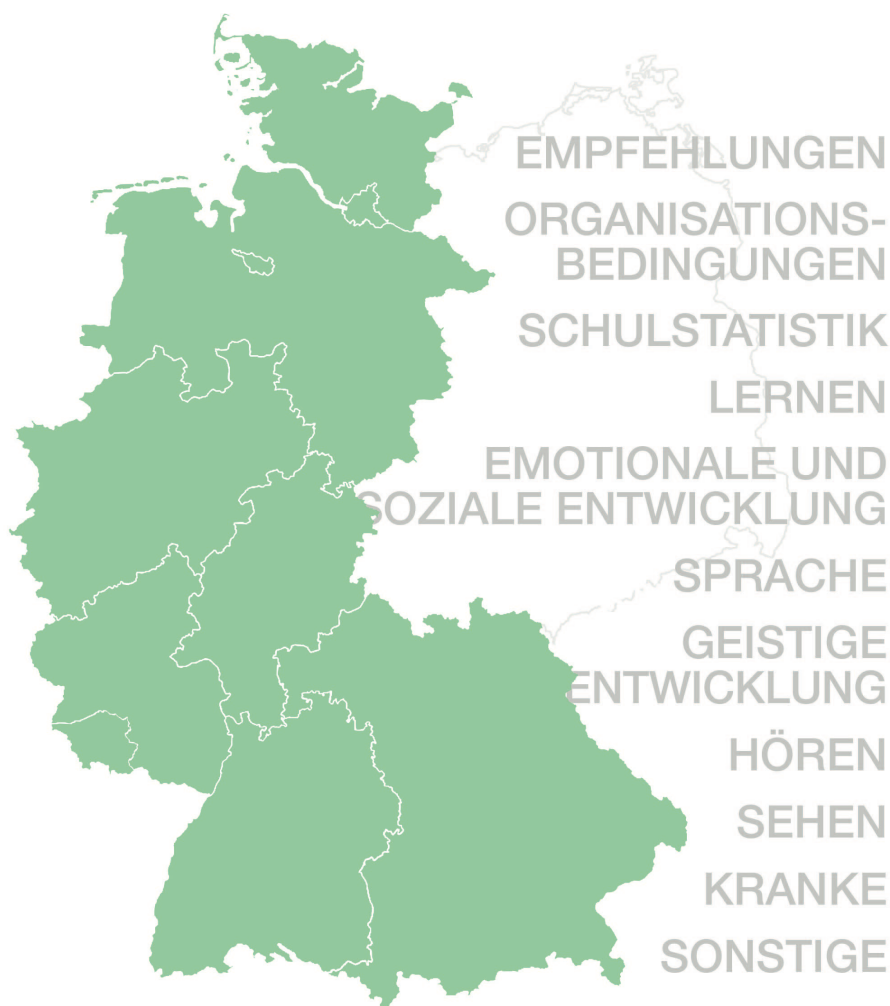 EMPFEHLUNGEN
ORGANISATIONS-
BEDINGUNGEN
SCHULSTATISTIK
LERNEN
EMOTIONALE UND
SOZIALE ENTWICKLUNG
SPRACHE
GEISTIGE
ENTWICKLUNG
HÖREN
SEHEN
KRANKE
SONSTIGE